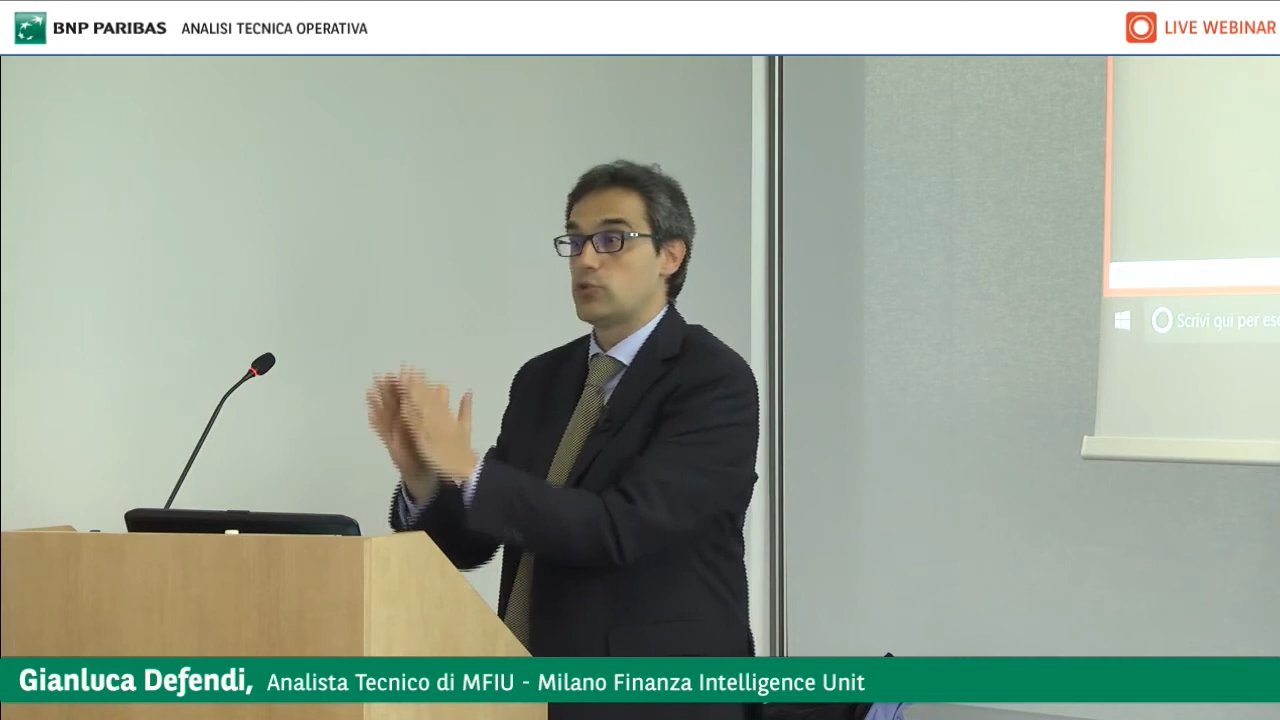 BNP PARIBAS ANALISI TECNICA OPERATIVA
LIVE WEBINAR
Scrivi qui per
Gianluca Defendi, Analista Tecnico di MFIU - Milano Finanza Intelligence Unit